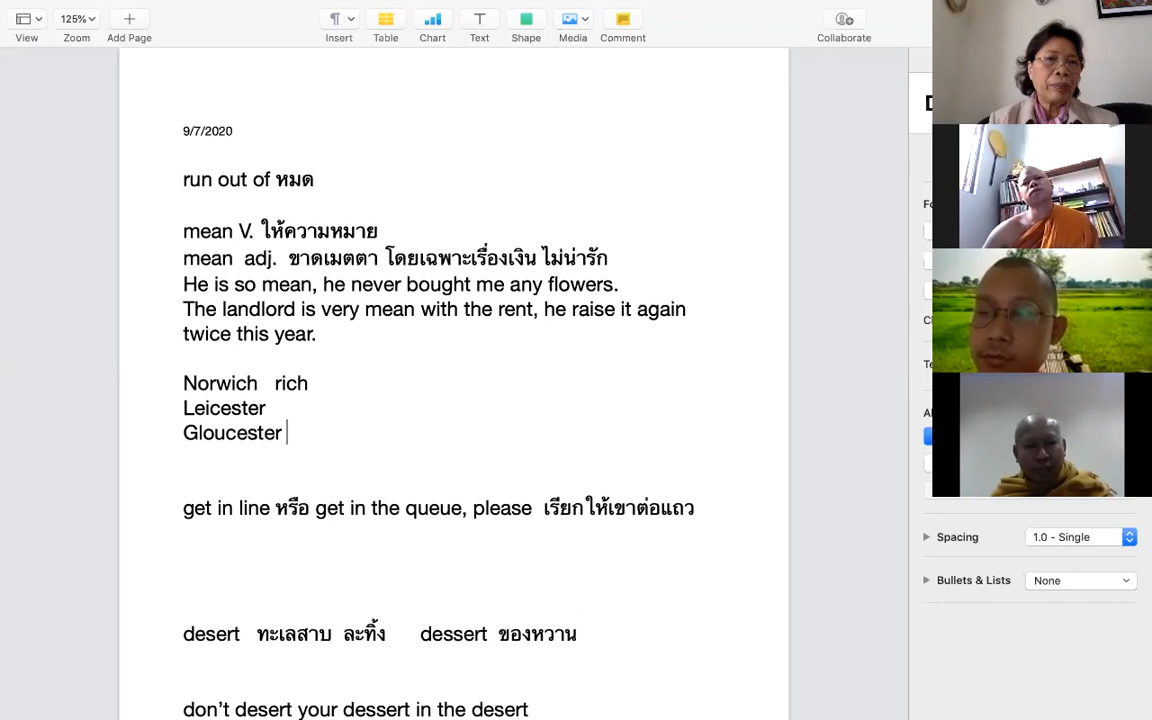 125%
View
Zoom
Add Page
Insert
Table
Chart
Text
Shape
Media
Comment
Collaborate
9/7/2020
run out of หมด
mean V. ให้ความหมาย
mean adj. ขาดเมตตา โดยเฉพาะเรื่องเงิน ไม่น่ารัก
He is so mean, he never bought me any flowers.
The landlord is very mean with the rent, he raise it again
twice this year.
Norwich rich
Leicester
Gloucester
get in line หรือ get in the queue, please เรียกให้เขาต่อแถว
desert ทะเลสาบ ละทิ้ง dessert ของหวาน
don’t desert your dessert in the desert
Spacing
1.0 - Single
Bullets & Lists
None